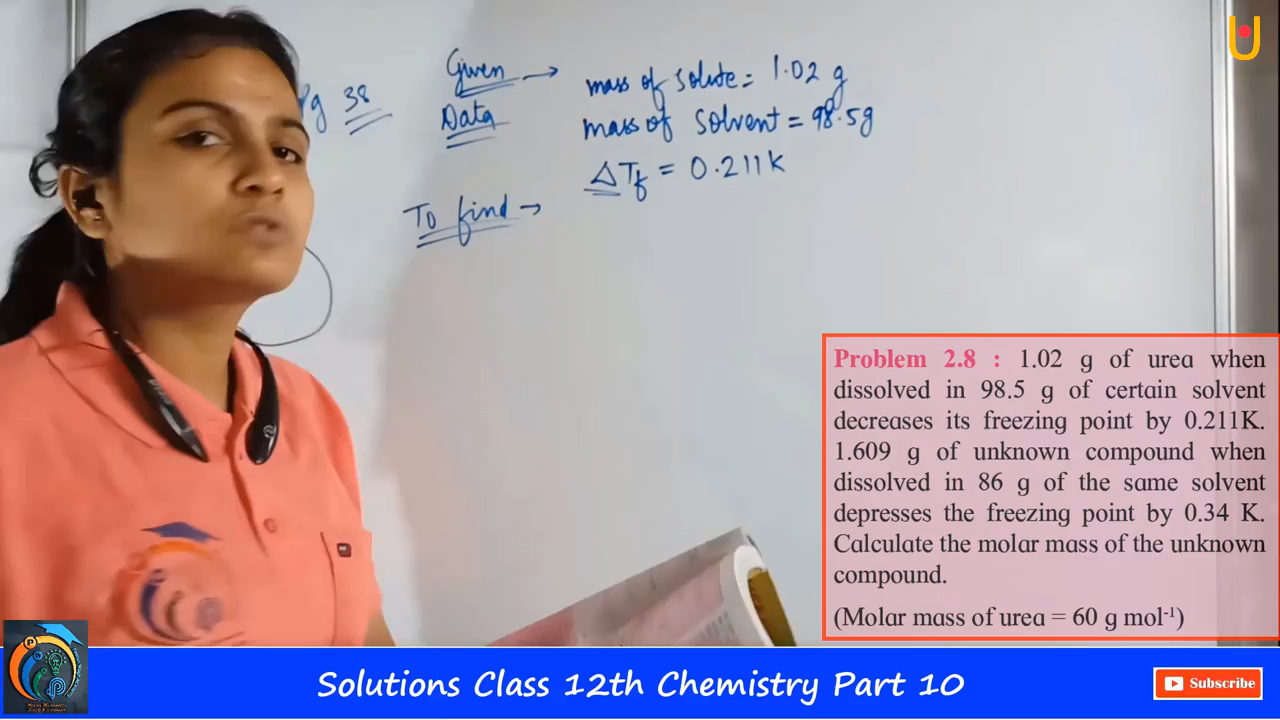 Pg 38
Given → mass of solute = 1.02 g
Data mass of solvent = 98.5g
ΔTf = 0.211K
To find →
Problem 2.8 : 1.02 g of urea when
dissolved in 98.5 g of certain solvent
decreases its freezing point by 0.211K.
1.609 g of unknown compound when
dissolved in 86 g of the same solvent
depresses the freezing point by 0.34 K.
Calculate the molar mass of the unknown
compound.
(Molar mass of urea = 60 g mol⁻¹)
Solutions Class 12th Chemistry Part 10
Subscribe